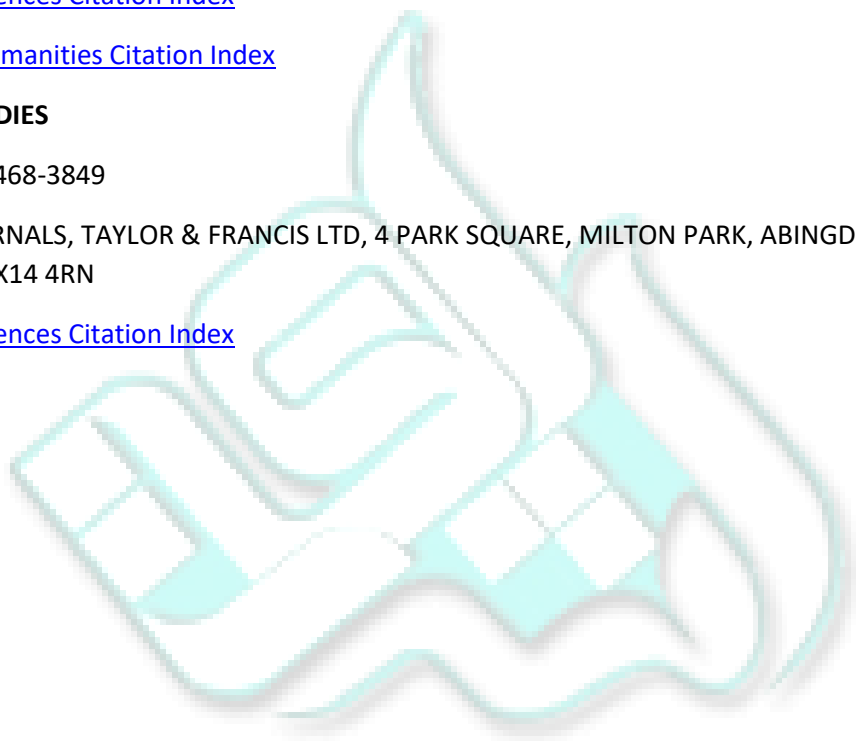 ences Citation Index
manities Citation Index
DIES
468-3849
RNALS, TAYLOR & FRANCIS LTD, 4 PARK SQUARE, MILTON PARK, ABINGD
X14 4RN
ences Citation Index